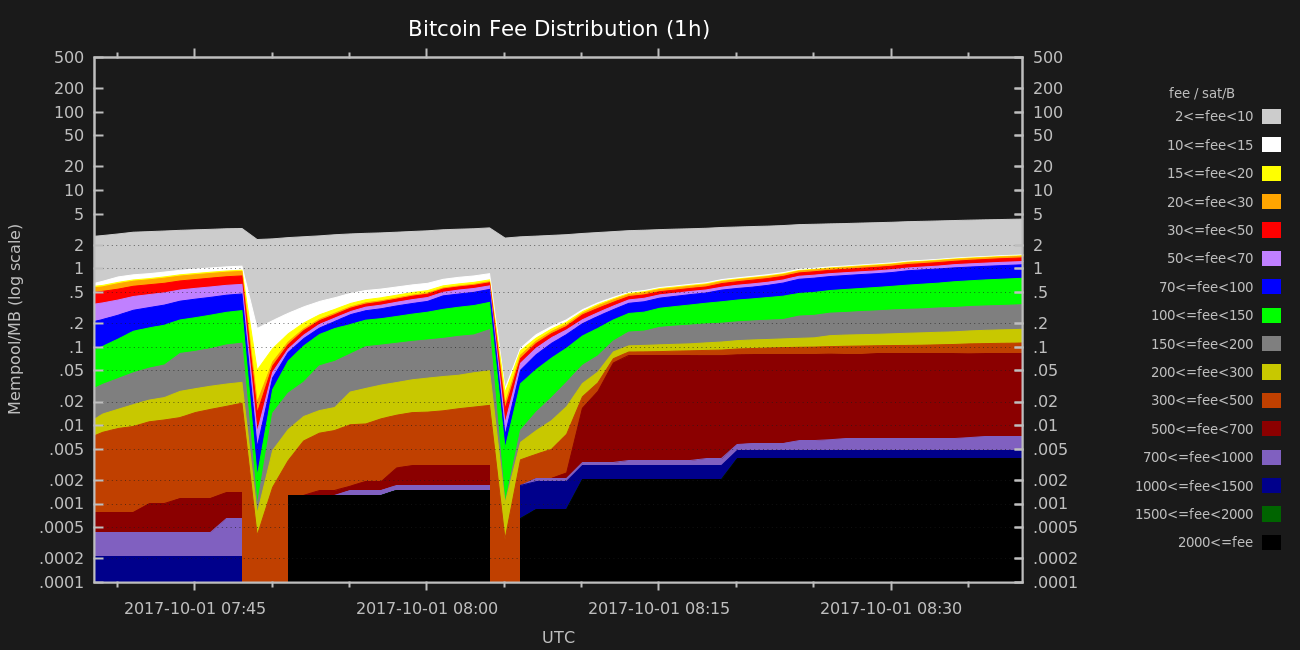 Bitcoin Fee Distribution (1h)
Mempool/MB (log scale)
500
200
100
50
20
10
5
2
1
.5
.2
.1
.05
.02
.01
.005
.002
.001
.0005
.0002
.0001
500
200
100
50
20
10
5
2
1
.5
.2
.1
.05
.02
.01
.005
.002
.001
.0005
.0002
.0001
fee / sat/B
2<=fee<10
10<=fee<15
15<=fee<20
20<=fee<30
30<=fee<50
50<=fee<70
70<=fee<100
100<=fee<150
150<=fee<200
200<=fee<300
300<=fee<500
500<=fee<700
700<=fee<1000
1000<=fee<1500
1500<=fee<2000
2000<=fee
2017-10-01 07:45 2017-10-01 08:00 2017-10-01 08:15 2017-10-01 08:30
UTC